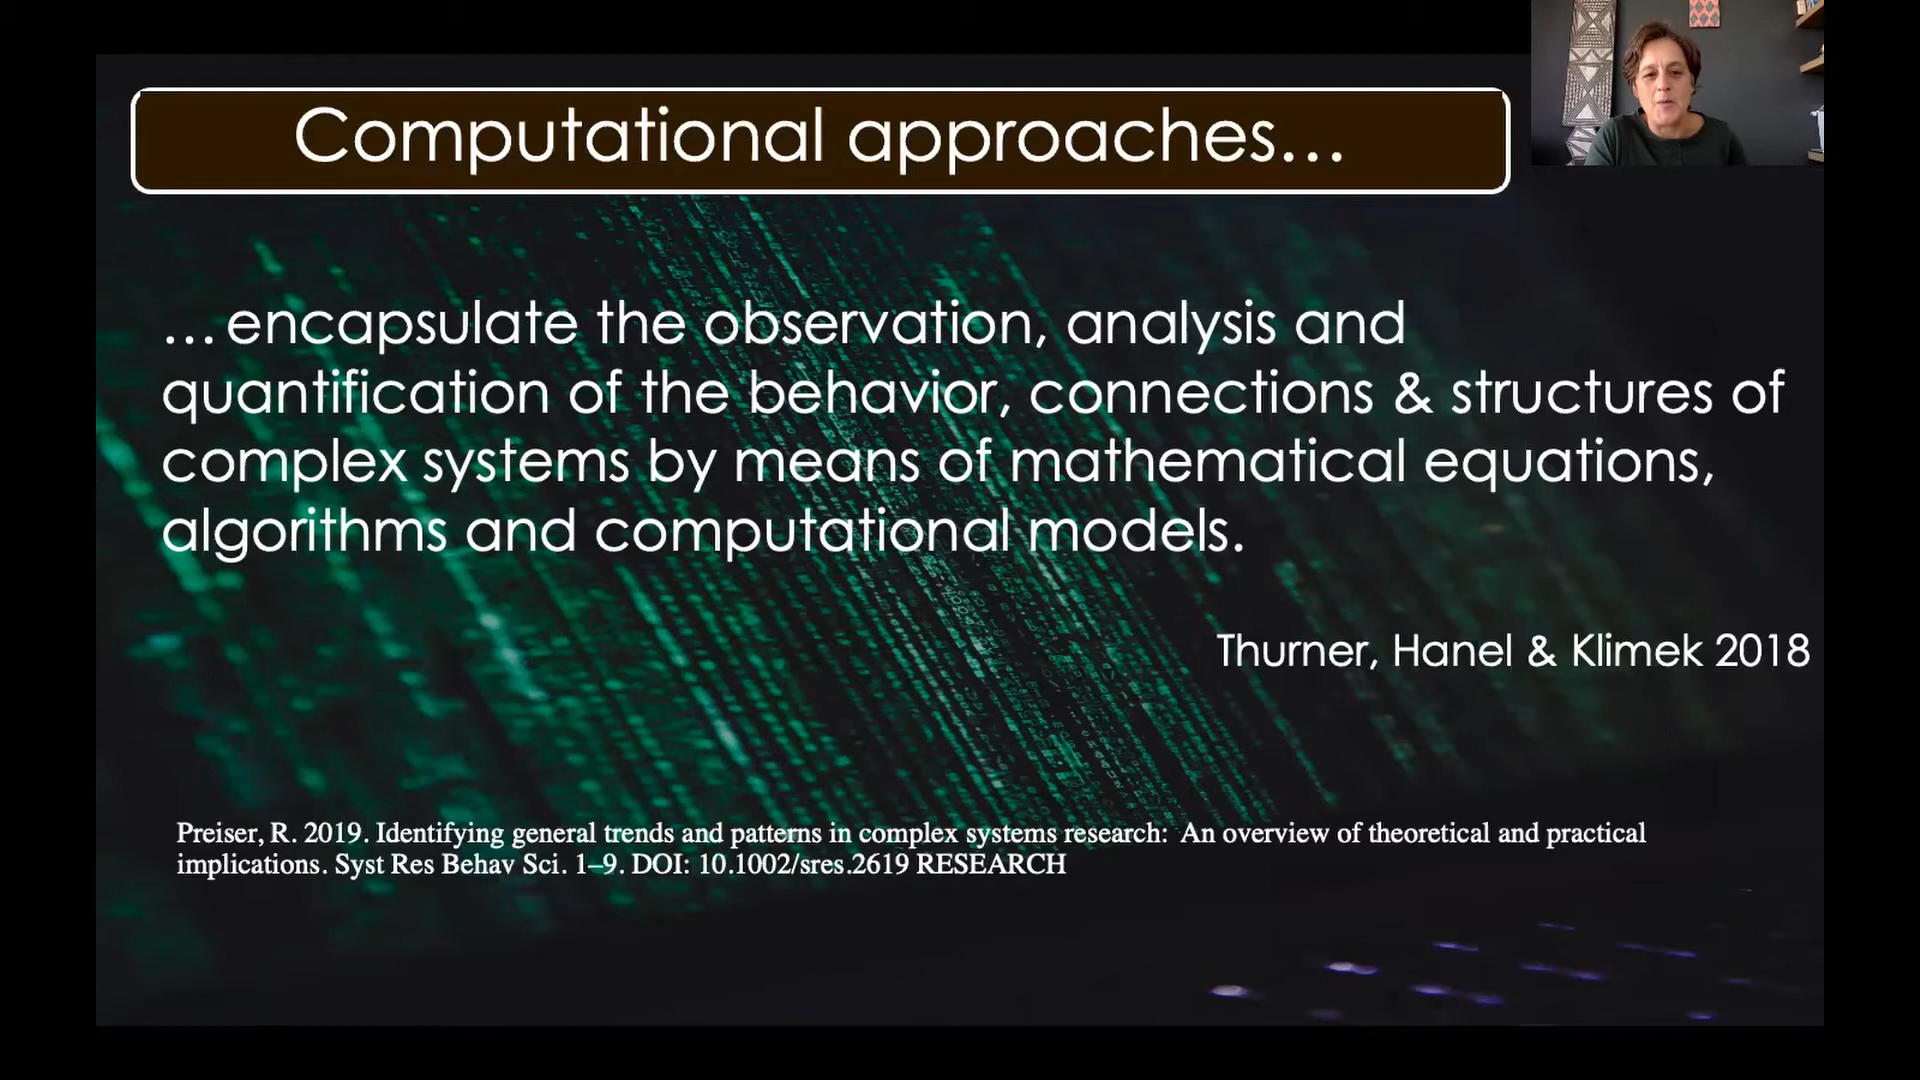 Computational approaches...
...encapsulate the observation, analysis and
quantification of the behavior, connections & structures of
complex systems by means of mathematical equations,
algorithms and computational models.
Thurner, Hanel & Klimek 2018
Preiser, R. 2019. Identifying general trends and patterns in complex systems research: An overview of theoretical and practical
implications. Syst Res Behav Sci. 1–9. DOI: 10.1002/sres.2619 RESEARCH